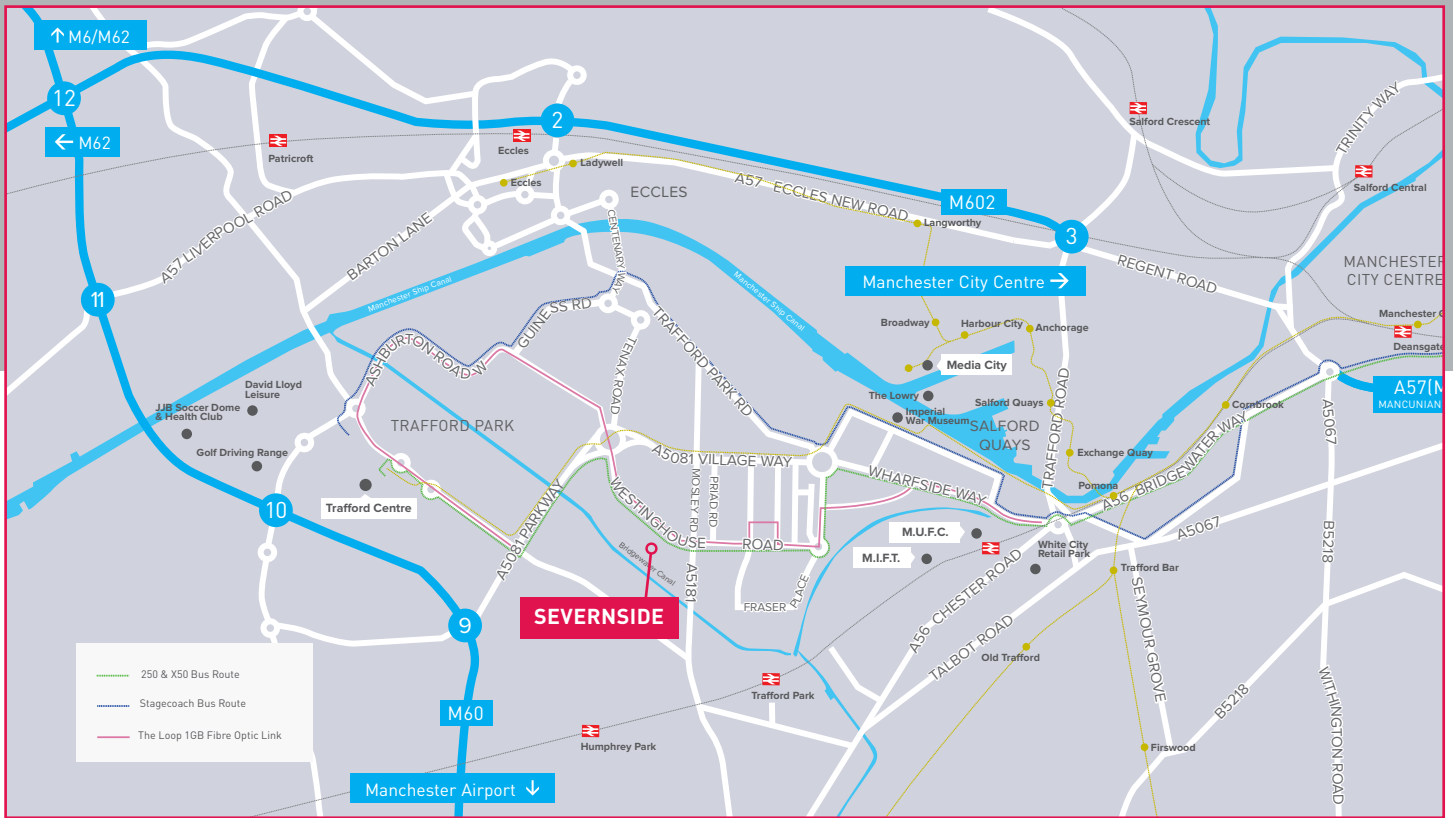 ↑ M6/M62
12
← M62
Patricroft
Eccles
2
Ladywell
Eccles
ECCLES
A57 ECCLES NEW ROAD
M602
Langworthy
3
Salford Crescent
TRINITY WAY
Salford Central
MANCHESTER
CITY CENTRE
REGENT ROAD
A57 LIVERPOOL ROAD
BARTON LANE
CENTENARY WAY
Manchester Ship Canal
Manchester Ship Canal
Manchester City Centre →
11
GUINESS RD
TRAFFORD PARK RD
TENAX ROAD
ASHBURTON ROAD W
Broadway
Harbour City
Anchorage
Manchester
Deansgate
Media City
The Lowry
Imperial
War Museum
Salford Quays
SALFORD
QUAYS
TRAFFORD ROAD
Cornbrook
A57(M
MANCUNIAN
David Lloyd
Leisure
JJB Soccer Dome
& Health Club
Golf Driving Range
TRAFFORD PARK
Trafford Centre
10
A5081 PARKWAY
A5081 VILLAGE WAY
WESTINGHOUSE ROAD
MOSLEY RD
PRIAD RD
WHARFSIDE WAY
Exchange Quay
Pomona
A56 BRIDGEWATER WAY
A5067
A5067
B5218
M.U.F.C.
M.I.F.T.
White City
Retail Park
Trafford Bar
Bridgewater Canal
A5181
FRASER PLACE
SEVERNSIDE
9
A56 CHESTER ROAD
TALBOT ROAD
SEYMOUR GROVE
Old Trafford
Trafford Park
Humphrey Park
B5218
WITHINGTON ROAD
Firswood
M60
Manchester Airport ↓
250 & X50 Bus Route
Stagecoach Bus Route
The Loop 1GB Fibre Optic Link